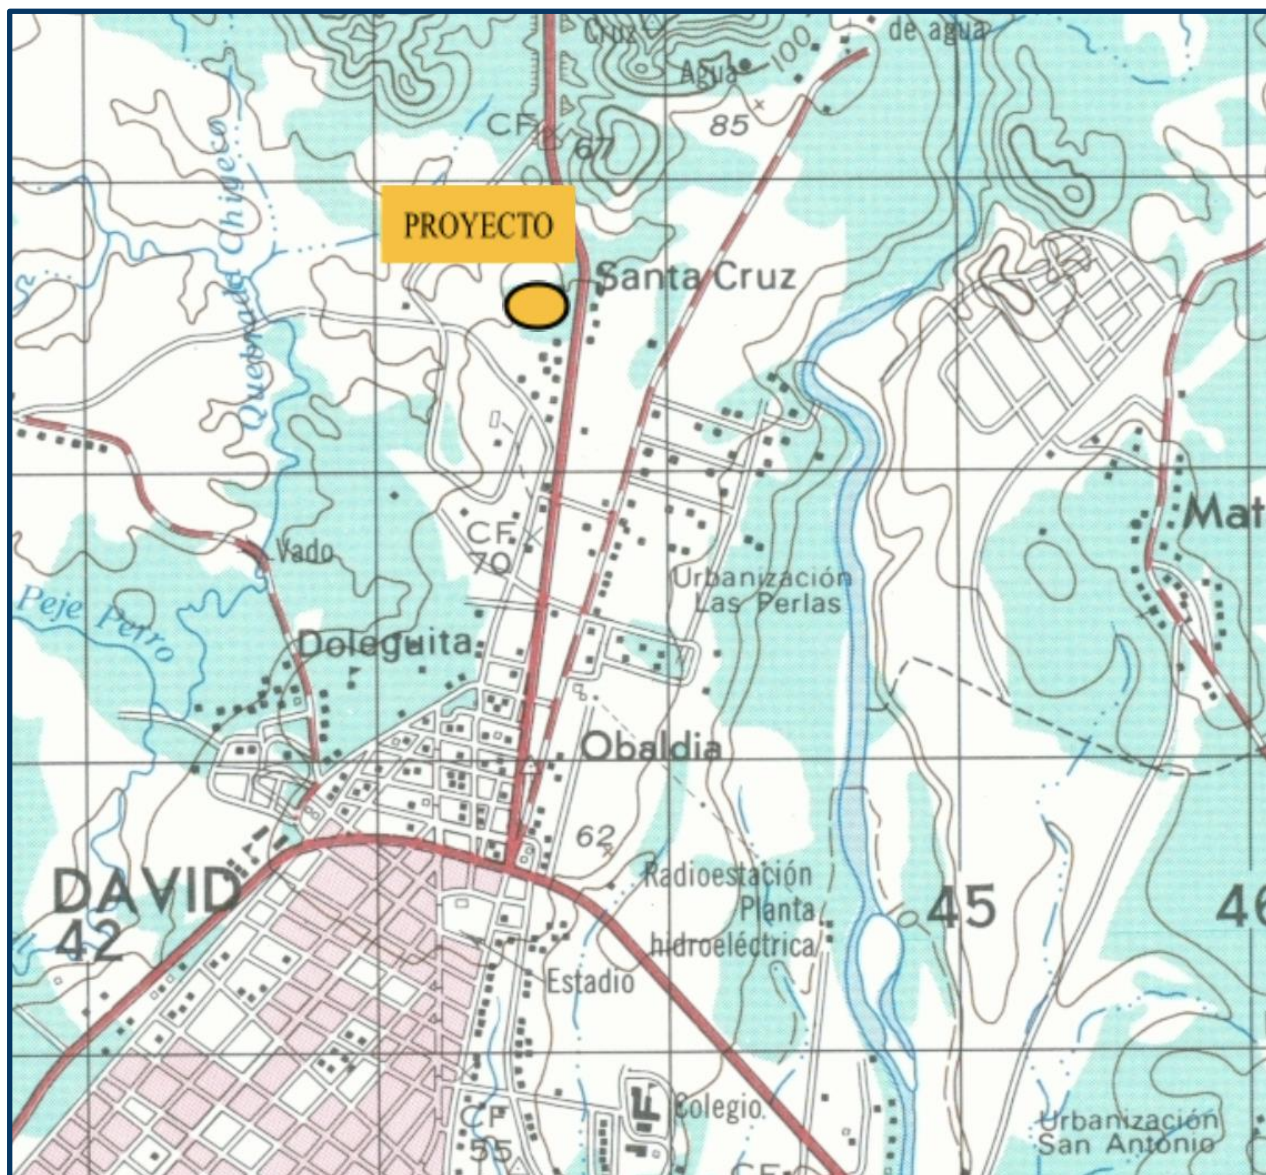 Cruz
de agua
Agua
100
85
CF
67
PROYECTO
Santa Cruz
Quebrada Chiyeco
Mat
CF
70
Vado
Urbanización
Las Perlas
Peje Perro
Doleguita
Obaldia
62
DAVID
42
Radioestación
Planta
hidroeléctrica
45
46
Estadio
Colegio
CF
55
Urbanización
San Antonio
CF